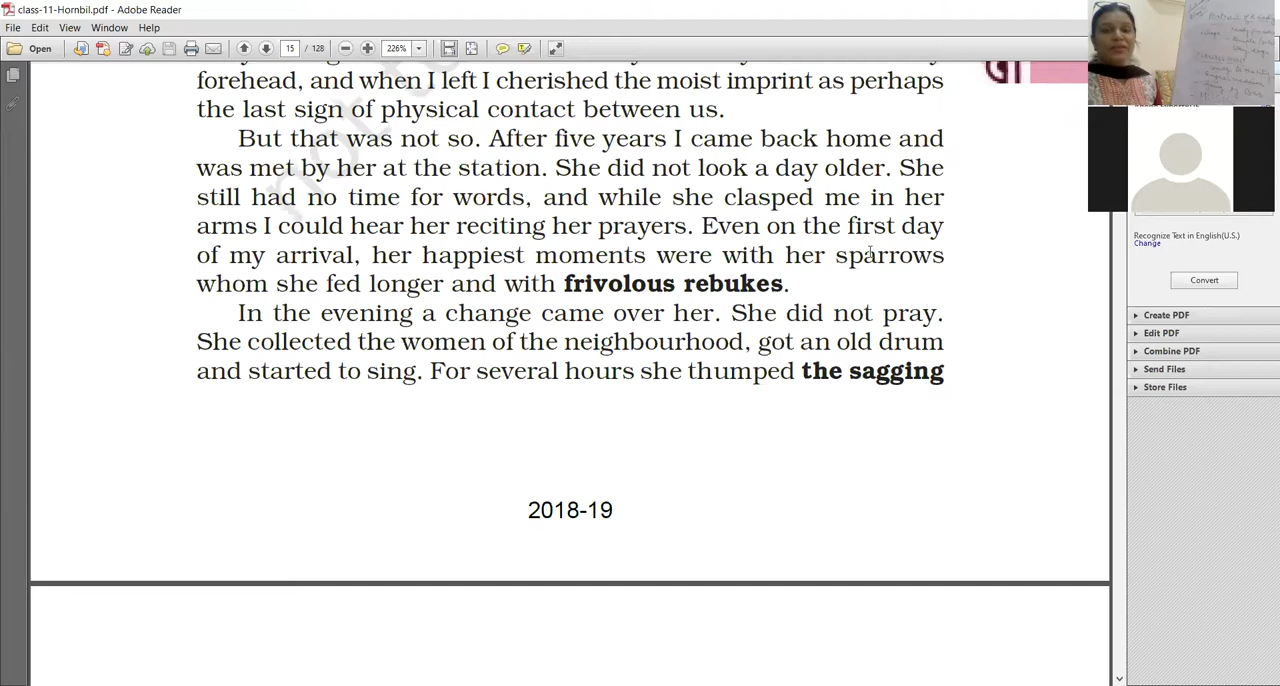 class-11-Hornbil.pdf - Adobe Reader
File Edit View Window Help
Open 15 / 128 226%
forehead, and when I left I cherished the moist imprint as perhaps
the last sign of physical contact between us.
But that was not so. After five years I came back home and
was met by her at the station. She did not look a day older. She
still had no time for words, and while she clasped me in her
arms I could hear her reciting her prayers. Even on the first day
of my arrival, her happiest moments were with her sparrows
whom she fed longer and with frivolous rebukes.
In the evening a change came over her. She did not pray.
She collected the women of the neighbourhood, got an old drum
and started to sing. For several hours she thumped the sagging
2018-19
not to
Recognize Text in English(U.S.)
Change
Convert
Create PDF
Edit PDF
Combine PDF
Send Files
Store Files